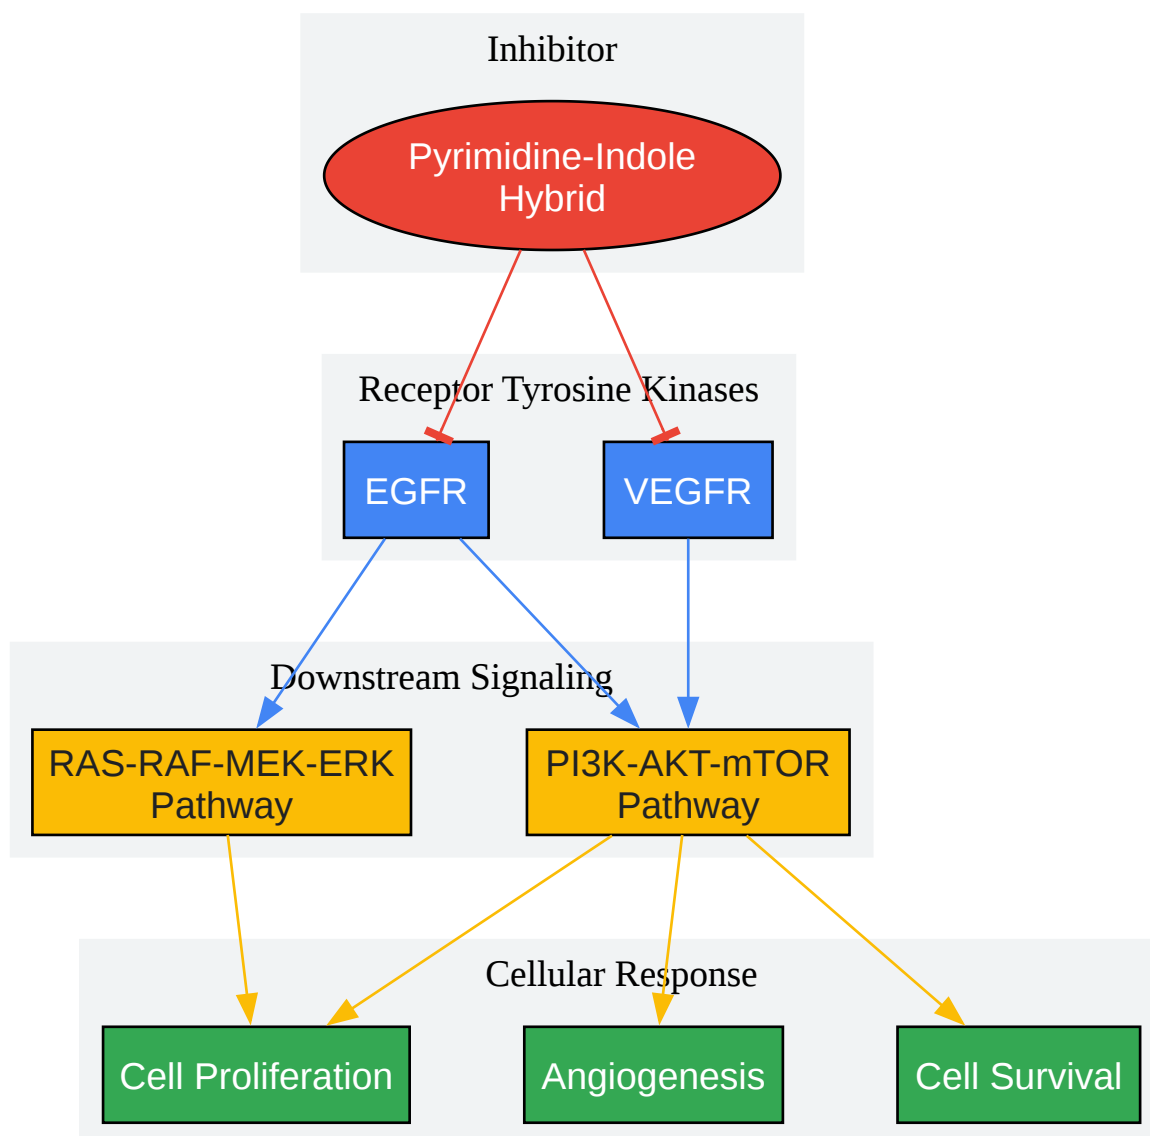 Inhibitor
Pyrimidine-Indole
Hybrid
Receptor Tyrosine Kinases
EGFR
VEGFR
Downstream Signaling
RAS-RAF-MEK-ERK
Pathway
PI3K-AKT-mTOR
Pathway
Cellular Response
Cell Proliferation
Angiogenesis
Cell Survival